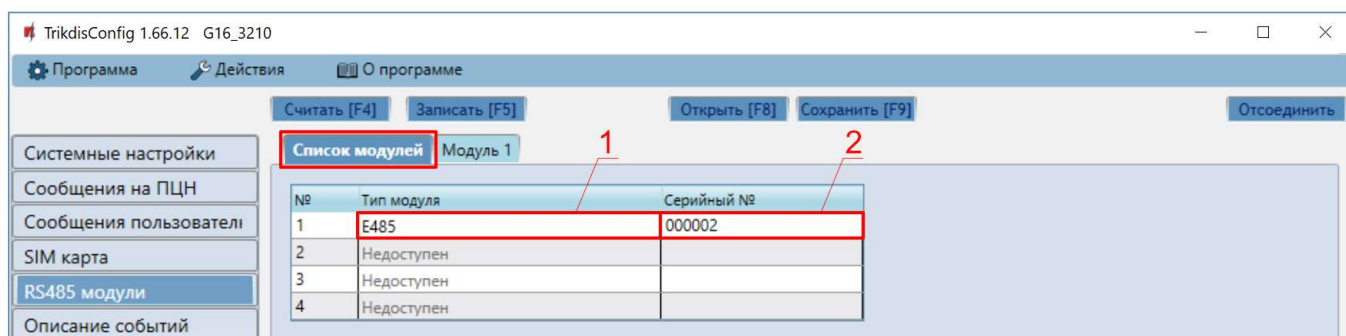 TrikdisConfig 1.66.12 G16_3210
Программа Действия О программе
Считать [F4] Записать [F5] Открыть [F8] Сохранить [F9] Отсоединить
Список модулей Модуль 1 1 2
Системные настройки
Сообщения на ПЦН
Сообщения пользовател
SIM карта
RS485 модули
Описание событий
№ Тип модуля Серийный №
1 E485 000002
2 Недоступен
3 Недоступен
4 Недоступен